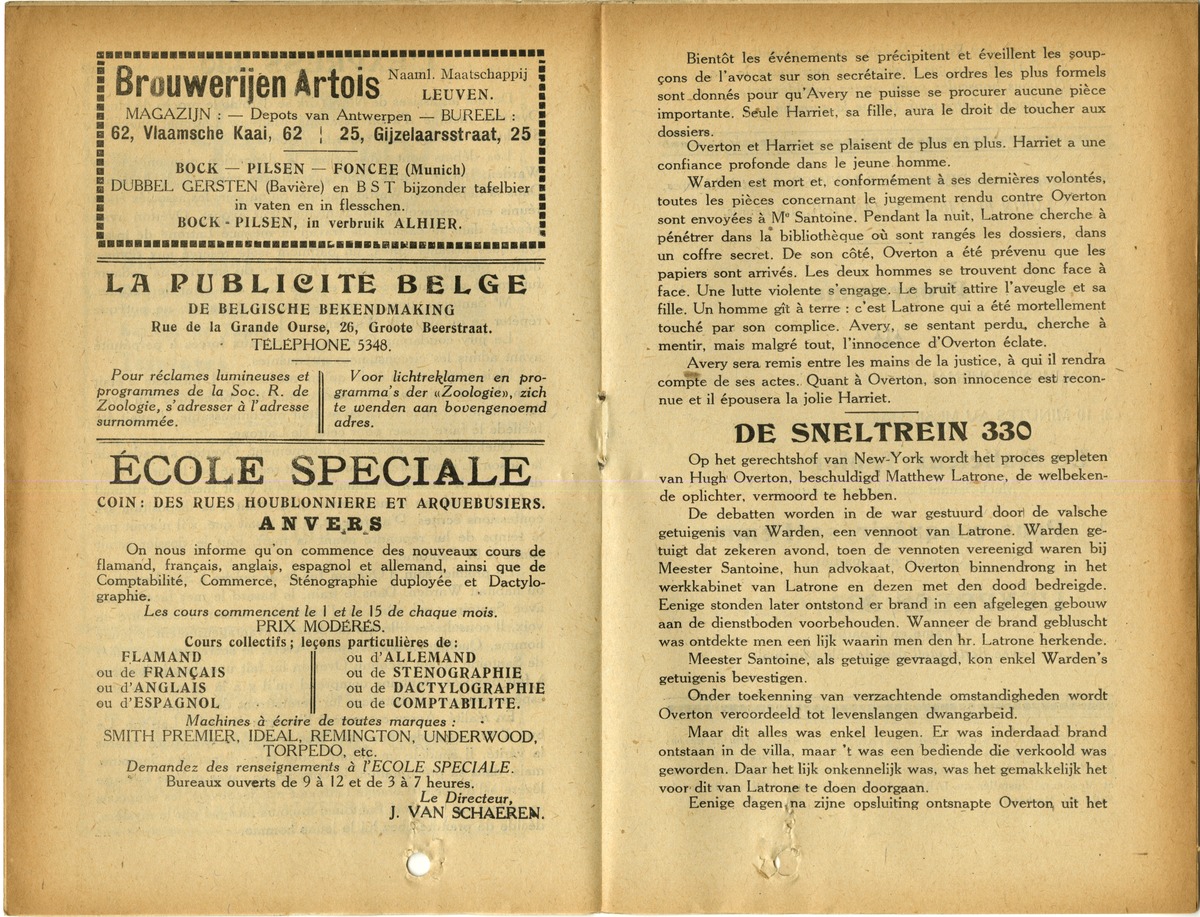 Brouwerijen Artois Naaml. Maatschappij
LEUVEN.
MAGAZIJN : — Depots van Antwerpen — BUREEL :
62, Vlaamsche Kaai, 62 ¦ 25, Gijzelaarsstraat, 25
BOCK — PILSEN — FONCEE (Munich)
DUBBEL GERSTEN (Bavière) en B S T bijzonder tafelbier
in vaten en in flesschen.
BOCK - PILSEN, in verbruik ALHIER.
LA PUBLICITÉ BELGE
DE BELGISCHE BEKENDMAKING
Rue de la Grande Ourse, 26, Groote Beerstraat.
TÉLÉPHONE 5348.
Pour réclames lumineuses et
programmes de la Soc. R. de
Zoologie, s'adresser à l'adresse
surnommée.
Voor lichtreklamen en pro-
gramma's der «Zoologie», zich
te wenden aan bovengenoemd
adres.
ÉCOLE SPECIALE
COIN: DES RUES HOUBLONNIERE ET ARQUEBUSIERS.
ANVERS
On nous informe qu'on commence des nouveaux cours de
flamand, français, anglais, espagnol et allemand, ainsi que de
Comptabilité, Commerce, Sténographie duployée et Dactylo-
graphie.
Les cours commencent le 1 et le 15 de chaque mois.
PRIX MODÉRÉS.
Cours collectifs ; leçons particulières de :
FLAMAND
ou de FRANÇAIS
ou d'ANGLAIS
ou d'ESPAGNOL
ou d'ALLEMAND
ou de STENOGRAPHIE
ou de DACTYLOGRAPHIE
ou de COMPTABILITE.
Machines à écrire de toutes marques :
SMITH PREMIER, IDEAL, REMINGTON, UNDERWOOD,
TORPEDO, etc.
Demandez des renseignements à l'ECOLE SPECIALE.
Bureaux ouverts de 9 à 12 et de 3 à 7 heures.
Le Directeur,
J. VAN SCHAEREN.
Bientôt les événements se précipitent et éveillent les soup-
çons de l'avocat sur son secrétaire. Les ordres les plus formels
sont donnés pour qu'Avery ne puisse se procurer aucune pièce
importante. Seule Harriet, sa fille, aura le droit de toucher aux
dossiers.
Overton et Harriet se plaisent de plus en plus. Harriet a une
confiance profonde dans le jeune homme.
Warden est mort et, conformément à ses dernières volontés,
toutes les pièces concernant le jugement rendu contre Overton
sont envoyées à Me Santoine. Pendant la nuit, Latrone cherche à
pénétrer dans la bibliothèque où sont rangés les dossiers, dans
un coffre secret. De son côté, Overton a été prévenu que les
papiers sont arrivés. Les deux hommes se trouvent donc face à
face. Une lutte violente s'engage. Le bruit attire l'aveugle et sa
fille. Un homme gît à terre : c'est Latrone qui a été mortellement
touché par son complice. Avery, se sentant perdu, cherche à
mentir, mais malgré tout, l'innocence d'Overton éclate.
Avery sera remis entre les mains de la justice, à qui il rendra
compte de ses actes. Quant à Overton, son innocence est recon-
nue et il épousera la jolie Harriet.
DE SNELTREIN 330
Op het gerechtshof van New-York wordt het proces gepleten
van Hugh Overton, beschuldigd Matthew Latrone, de welbeken-
de oplichter, vermoord te hebben.
De debatten worden in de war gestuurd door de valsche
getuigenis van Warden, een vennoot van Latrone. Warden ge-
tuigt dat zekeren avond, toen de vennoten vereenigd waren bij
Meester Santoine, hun advokaat, Overton binnendrong in het
werkkabinet van Latrone en dezen met den dood bedreigde.
Eenige stonden later ontstond er brand in een afgelegen gebouw
aan de dienstboden voorbehouden. Wanneer de brand gebluscht
was ontdekte men een lijk waarin men den hr. Latrone herkende.
Meester Santoine, als getuige gevraagd, kon enkel Warden's
getuigenis bevestigen.
Onder toekenning van verzachtende omstandigheden wordt
Overton veroordeeld tot levenslangen dwangarbeid.
Maar dit alles was enkel leugen. Er was inderdaad brand
ontstaan in de villa, maar 't was een bediende die verkoold was
geworden. Daar het lijk onkennelijk was, was het gemakkelijk het
voor dit van Latrone te doen doorgaan.
Eenige dagen na zijne opsluiting ontsnapte Overton uit het